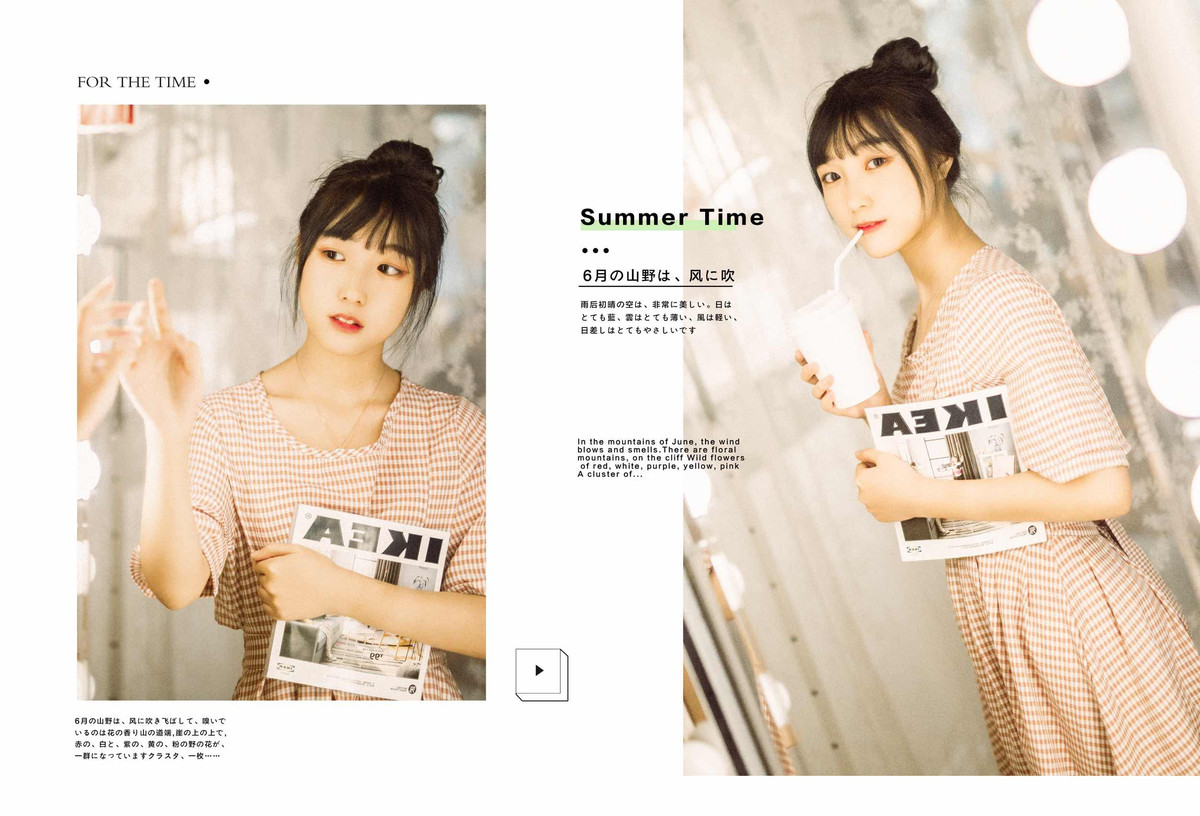 FOR THE TIME •
IKEA
6月の山野は、风に吹き飞ばして、嗅いで
いるのは花の香り山の道端,崖の上の上で,
赤の、白と、紫の、黄の、粉の野の花が、
一群になっていますクラスタ、一枚……
Summer Time
•••
6月の山野は、风に吹
雨后初晴の空は、非常に美しい。日は
とても藍、雲はとても薄い、風は軽い、
日差しはとてもやさしいです
In the mountains of June, the wind
blows and smells.There are floral
mountains, on the cliff Wild flowers
of red, white, purple, yellow, pink
A cluster of...
IKEA